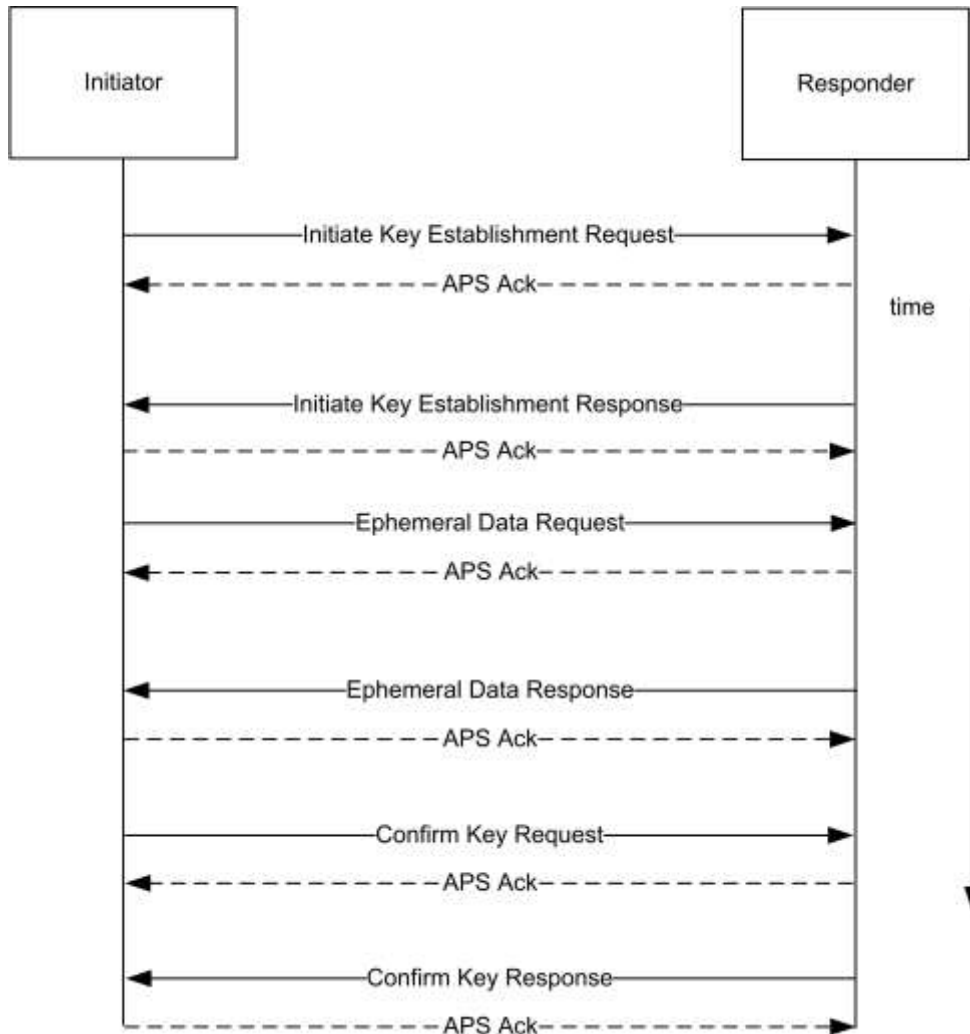 Initiator
Responder
Initiate Key Establishment Request
APS Ack
time
Initiate Key Establishment Response
APS Ack
Ephemeral Data Request
APS Ack
Ephemeral Data Response
APS Ack
Confirm Key Request
APS Ack
Confirm Key Response
APS Ack